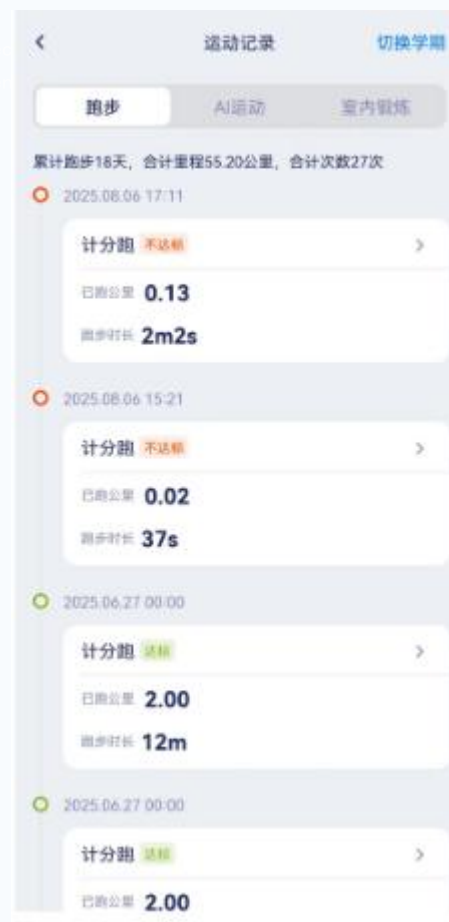 运动记录 切换学期
跑步 AI运动 室内锻炼
累计跑步18天，合计里程55.20公里，合计次数27次
2025.08.06 17:11
计分跑 不达标
已跑公里 0.13
跑步时长 2m2s
2025.08.06 15:21
计分跑 不达标
已跑公里 0.02
跑步时长 37s
2025.06.27 00:00
计分跑 达标
已跑公里 2.00
跑步时长 12m
2025.06.27 00:00
计分跑 达标
已跑公里 2.00